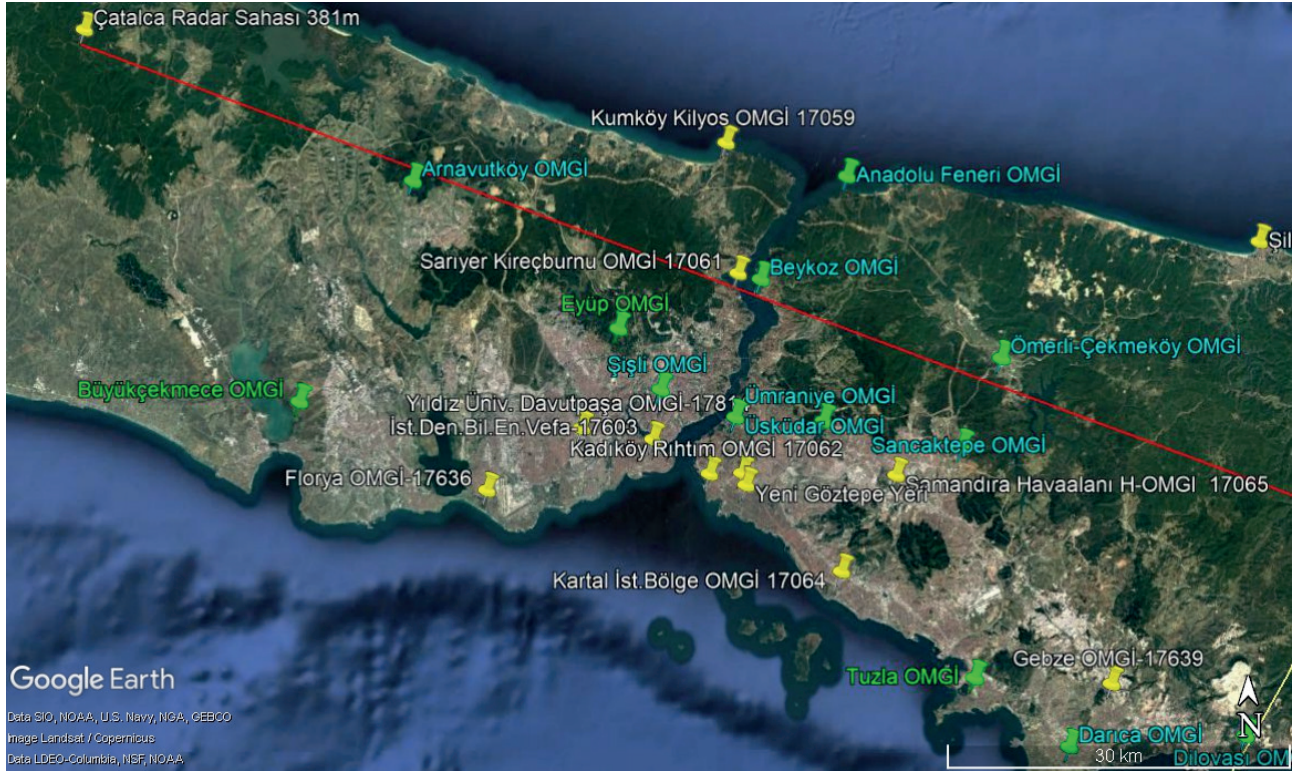 Çatalca Radar Sahası 381m
Kumköy Kilyos OMGİ 17059
Arnavutköy OMGİ
Anadolu Feneri OMGİ
Şil
Sarıyer Kireçburnu OMGİ 17061
Beykoz OMGİ
Eyüp OMGİ
Ömerli-Çekmeköy OMGİ
Şişli OMGİ
Büyükçekmece OMGİ
Yıldız Üniv. Davutpaşa OMGİ-1781
Ümraniye OMGİ
İst.Den.Bil.En.Vefa-17603
Üsküdar OMGİ
Kadıköy Rıhtım OMGİ 17062
Sancaktepe OMGİ
Florya OMGİ-17636
Samandıra Havaalanı H-OMGI 17065
Yeni Göztepe Yeri
Kartal İst.Bölge OMGİ 17064
Gebze OMGİ-17639
Tuzla OMGİ
Google Earth
N
Data SIO, NOAA, U.S. Navy, NGA, GEBCO
Image Landsat / Copernicus
Data LDEO-Columbia, NSF, NOAA
Darıca OMGİ
30 km
Dilovası OM